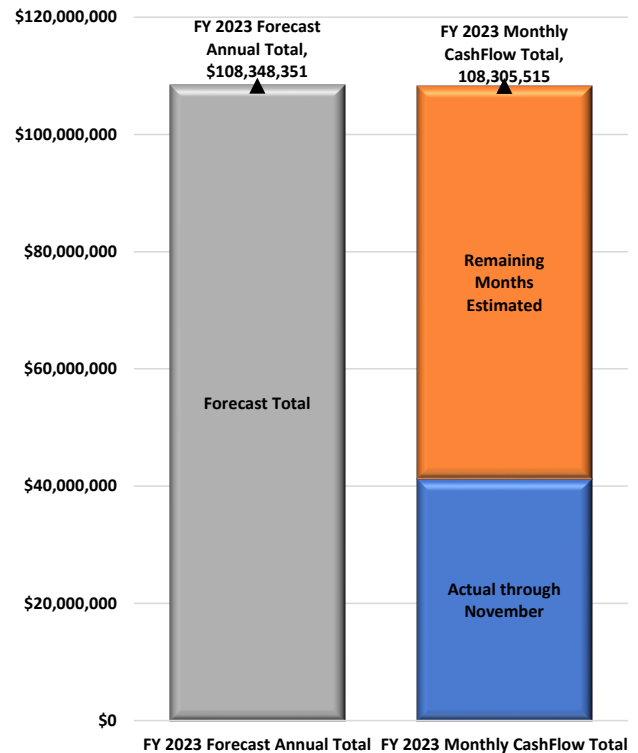 $120,000,000
$100,000,000
$80,000,000
$60,000,000
$40,000,000
$20,000,000
$0
FY 2023 Forecast
Annual Total,
$108,348,351
FY 2023 Monthly
CashFlow Total,
108,305,515
Forecast Total
Remaining
Months
Estimated
Actual through
November
FY 2023 Forecast Annual Total
FY 2023 Monthly CashFlow Total